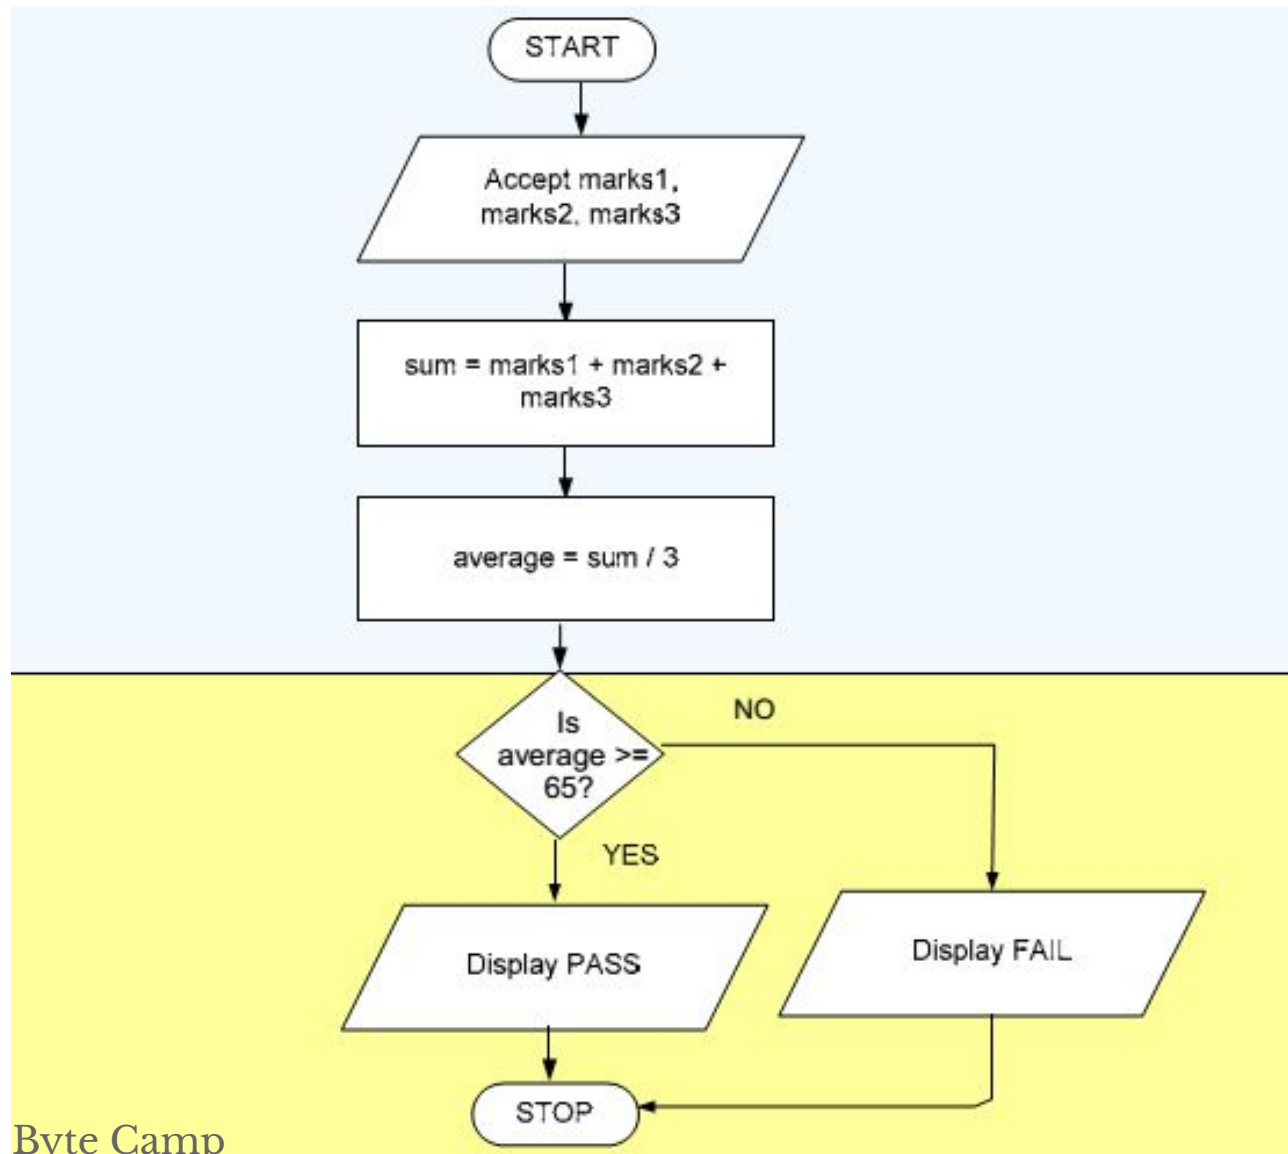 START
Accept marks1,
marks2, marks3
sum = marks1 + marks2 +
marks3
average = sum / 3
Is
average >=
65?
NO
YES
Display PASS
Display FAIL
STOP
Byte Camp